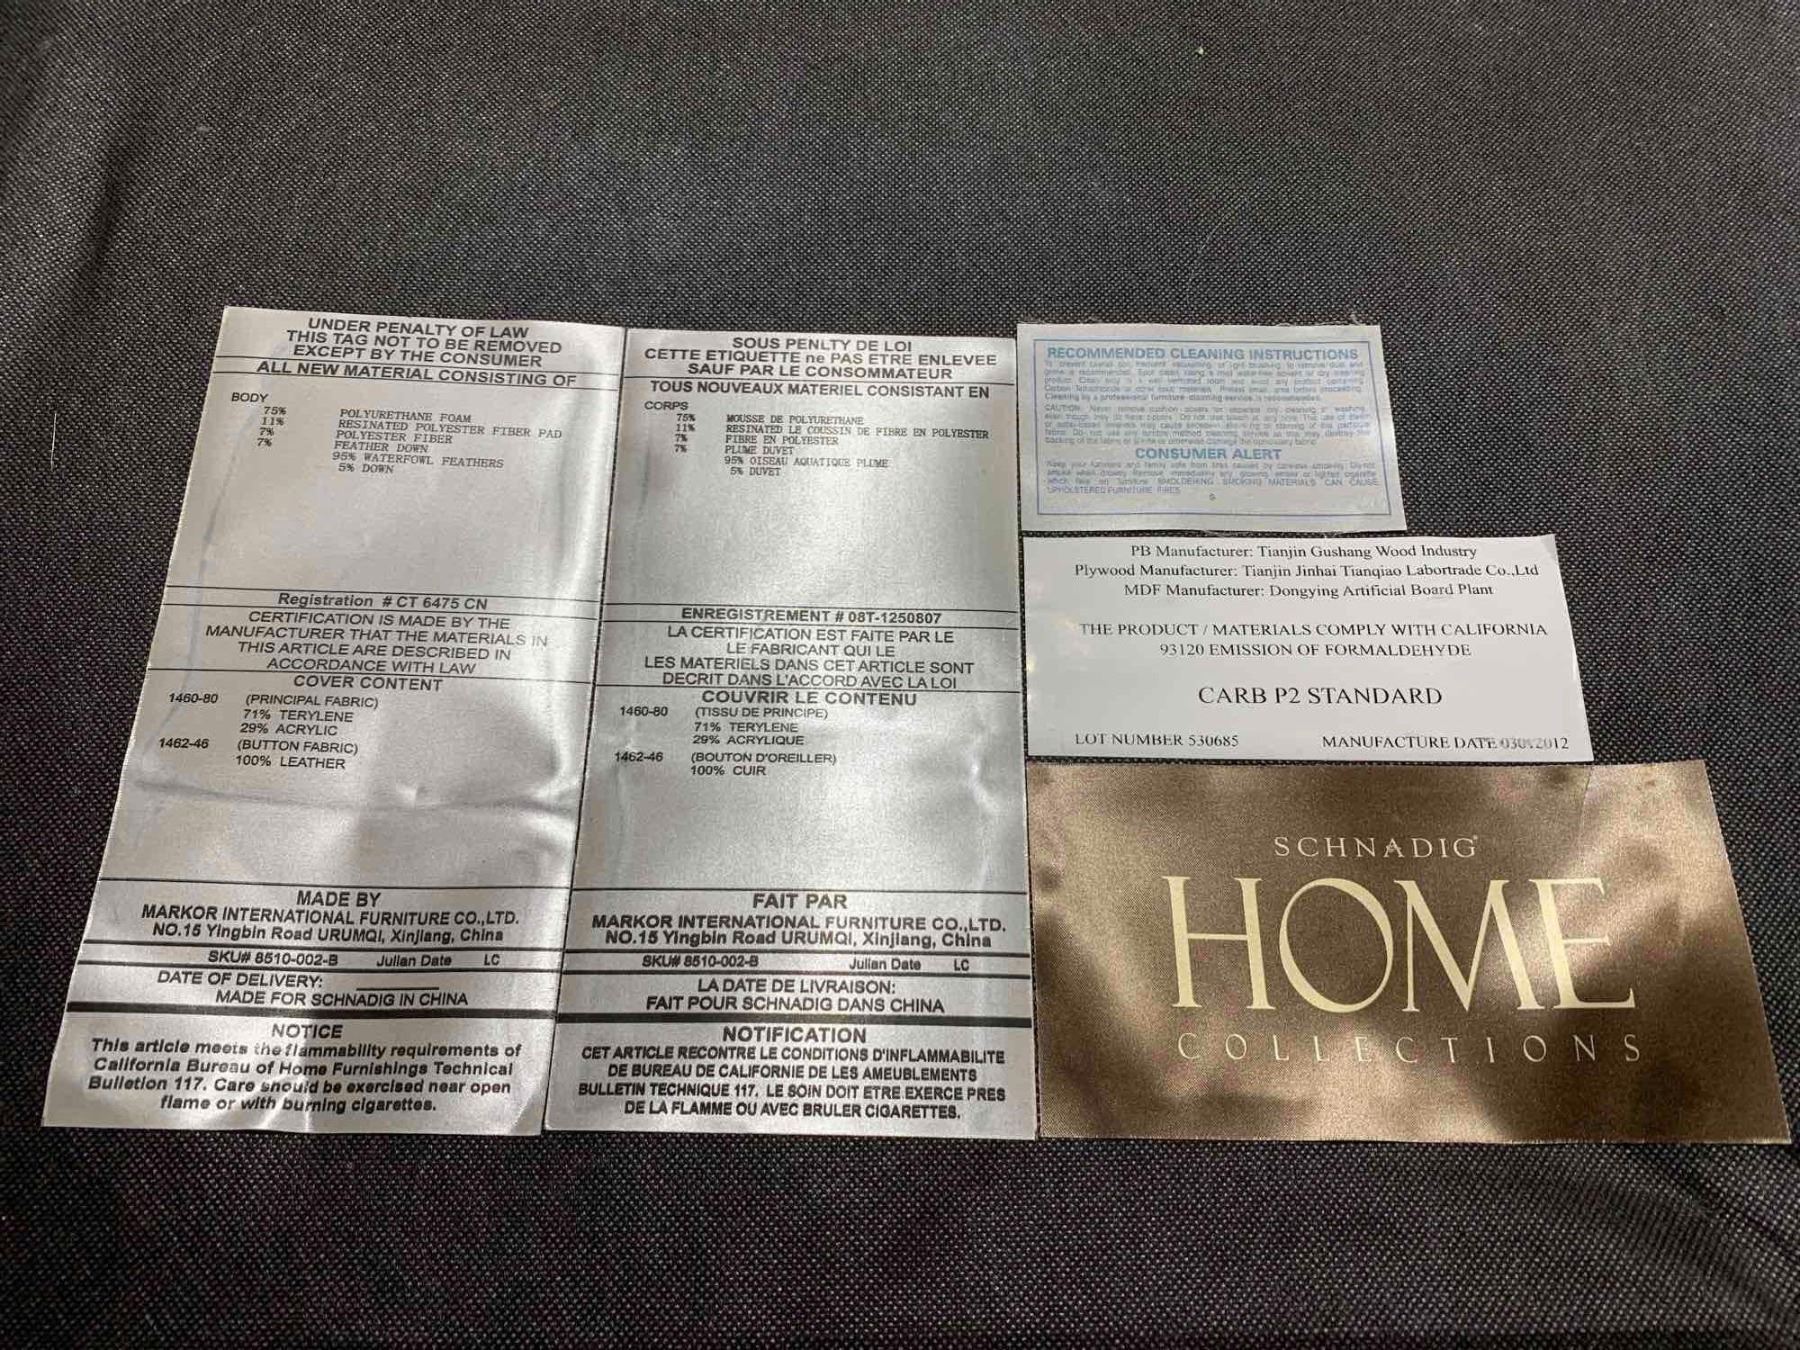 UNDER PENALTY OF LAW
THIS TAG NOT TO BE REMOVED
EXCEPT BY THE CONSUMER
ALL NEW MATERIAL CONSISTING OF
BODY
75% POLYURETHANE FOAM
11% RESINATED POLYESTER FIBER PAD
7% POLYESTER FIBER
7% FEATHER DOWN
95% WATERFOWL FEATHERS
5% DOWN
Registration # CT 6475 CN
CERTIFICATION IS MADE BY THE
MANUFACTURER THAT THE MATERIALS IN
THIS ARTICLE ARE DESCRIBED IN
ACCORDANCE WITH LAW
COVER CONTENT
1460-80 (PRINCIPAL FABRIC)
71% TERYLENE
29% ACRYLIC
1462-46 (BUTTON FABRIC)
100% LEATHER
MADE BY
MARKOR INTERNATIONAL FURNITURE CO.,LTD.
NO.15 Yingbin Road URUMQI, Xinjiang, China
SKU# 8510-002-B Julian Date LC
DATE OF DELIVERY:
MADE FOR SCHNADIG IN CHINA
NOTICE
This article meets the flammability requirements of
California Bureau of Home Furnishings Technical
Bulletion 117. Care should be exercised near open
flame or with burning cigarettes.
SOUS PENLTY DE LOI
CETTE ETIQUETTE ne PAS ETRE ENLEVEE
SAUF PAR LE CONSOMMATEUR
TOUS NOUVEAUX MATERIEL CONSISTANT EN
CORPS
75% MOUSSE DE POLYURETHANE
11% RESINATED LE COUSSIN DE FIBRE EN POLYESTER
7% FIBRE EN POLYESTER
7% PLUME DUVET
95% OISEAU AQUATIQUE PLUME
5% DUVET
ENREGISTREMENT # 08T-1250807
LA CERTIFICATION EST FAITE PAR LE
LE FABRICANT QUI LE
LES MATERIELS DANS CET ARTICLE SONT
DECRIT DANS L'ACCORD AVEC LA LOI
COUVRIR LE CONTENU
1460-80 (TISSU DE PRINCIPE)
71% TERYLENE
29% ACRYLIQUE
1462-46 (BOUTON D'OREILLER)
100% CUIR
FAIT PAR
MARKOR INTERNATIONAL FURNITURE CO.,LTD.
NO.15 Yingbin Road URUMQI, Xinjiang, China
SKU# 8510-002-B Julian Date LC
LA DATE DE LIVRAISON:
FAIT POUR SCHNADIG DANS CHINA
NOTIFICATION
CET ARTICLE RECONTRE LE CONDITIONS D'INFLAMMABILITE
DE BUREAU DE CALIFORNIE DE LES AMEUBLEMENTS
BULLETIN TECHNIQUE 117. LE SOIN DOIT ETRE EXERCE PRES
DE LA FLAMME OU AVEC BRULER CIGARETTES.
RECOMMENDED CLEANING INSTRUCTIONS
Cleaning by a professional furniture cleaning service is recommended.
CONSUMER ALERT
SMOLDERING SMOKING MATERIALS CAN CAUSE
UPHOLSTERED FURNITURE FIRES
PB Manufacturer: Tianjin Gushang Wood Industry
Plywood Manufacturer: Tianjin Jinhai Tianqiao Labortrade Co.,Ltd
MDF Manufacturer: Dongying Artificial Board Plant
THE PRODUCT / MATERIALS COMPLY WITH CALIFORNIA
93120 EMISSION OF FORMALDEHYDE
CARB P2 STANDARD
LOT NUMBER 530685 MANUFACTURE DATE
SCHNADIG®
HOME
COLLECTIONS